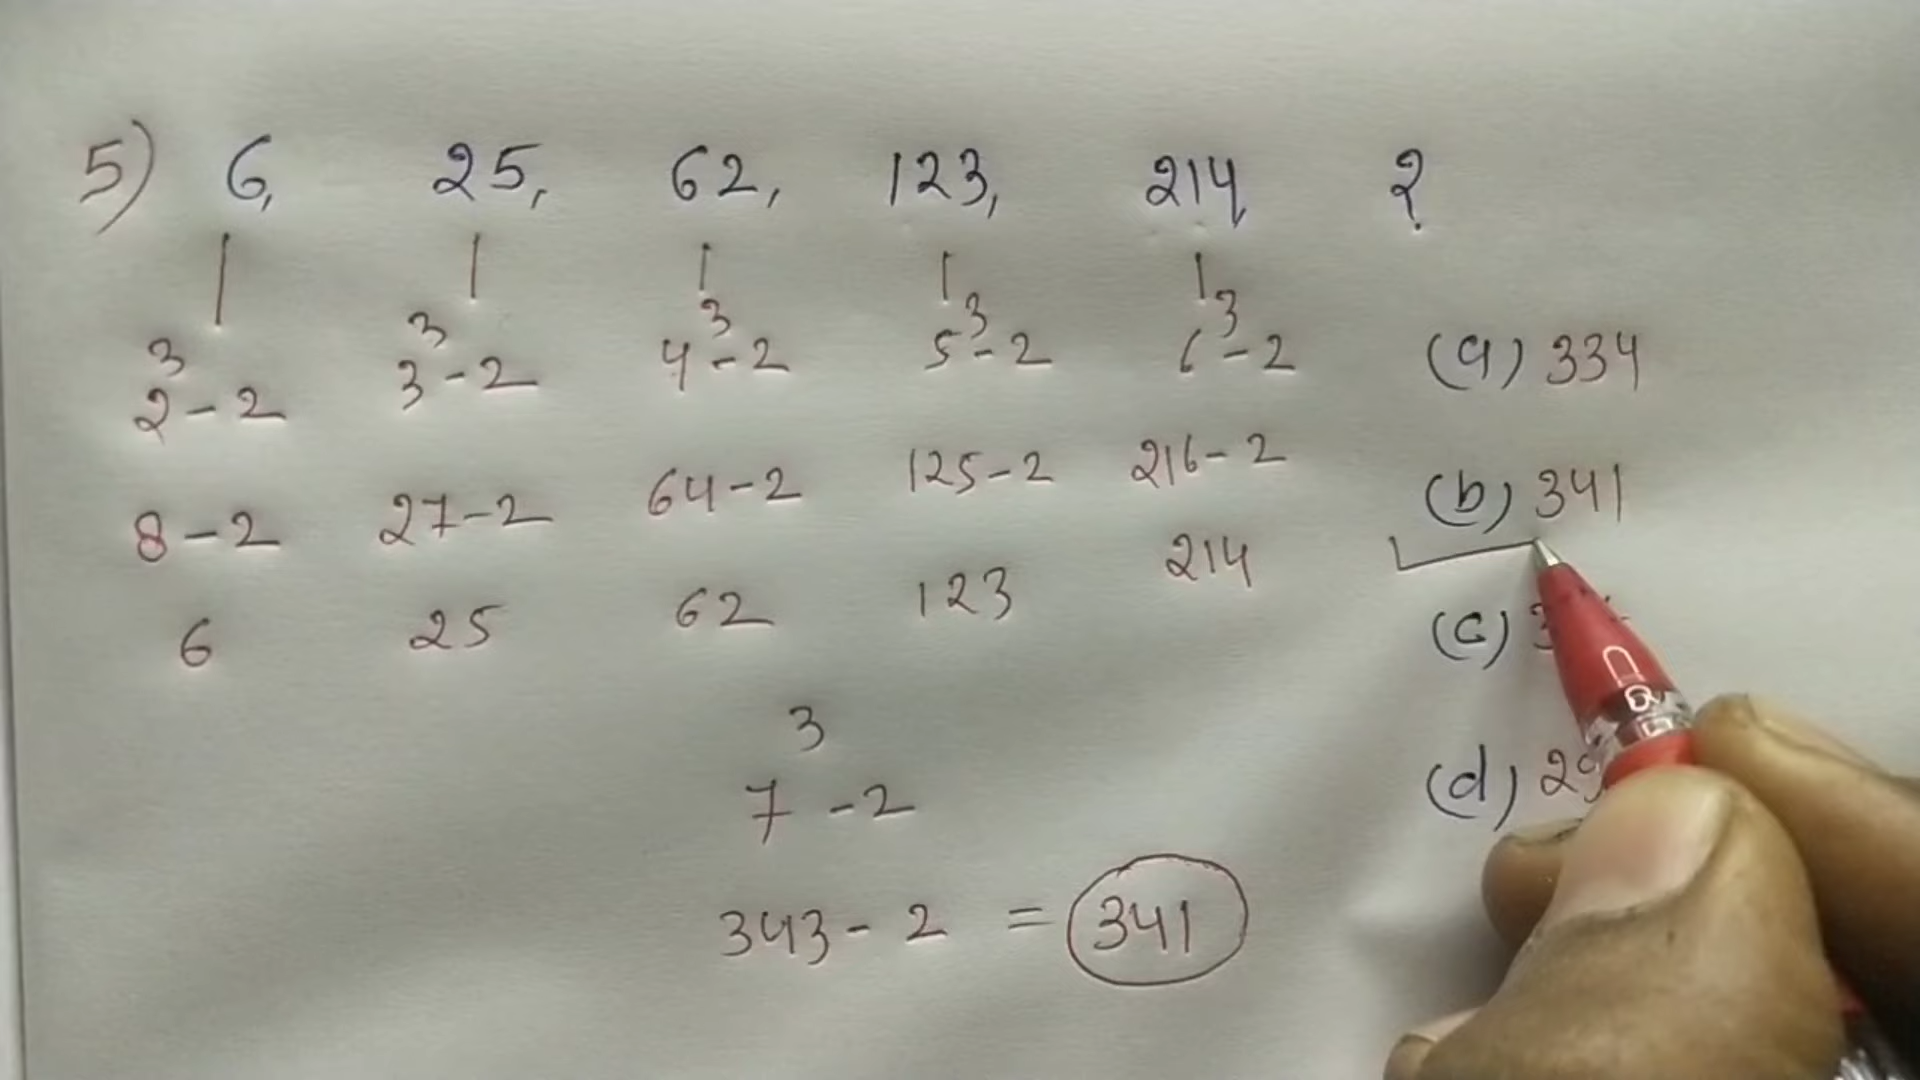 5) 6, 25, 62, 123, 214, ?
2³-2 3³-2 4³-2 5³-2 6³-2
(a) 334
8-2 27-2 64-2 125-2 216-2
(b) 341
6 25 62 123 214
(c)
7³-2
(d)
343-2 = 341